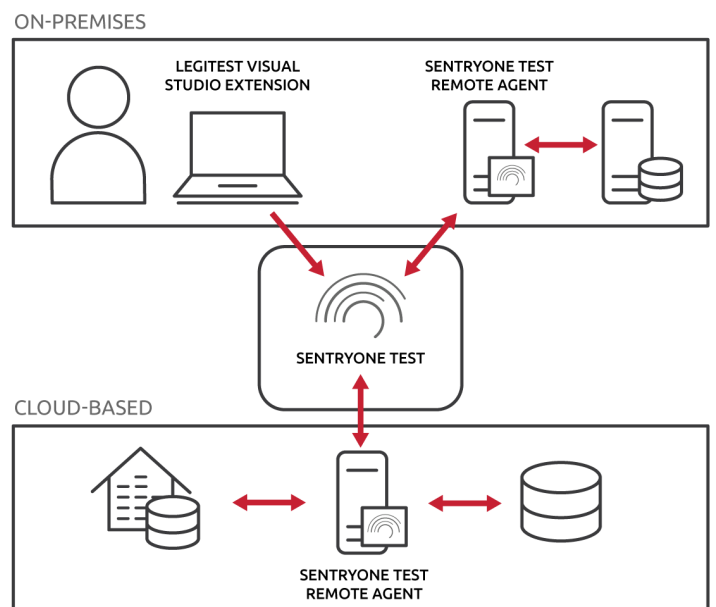 ON-PREMISES
LEGITEST VISUAL
STUDIO EXTENSION
SENTRYONE TEST
REMOTE AGENT
SENTRYONE TEST
CLOUD-BASED
SENTRYONE TEST
REMOTE AGENT